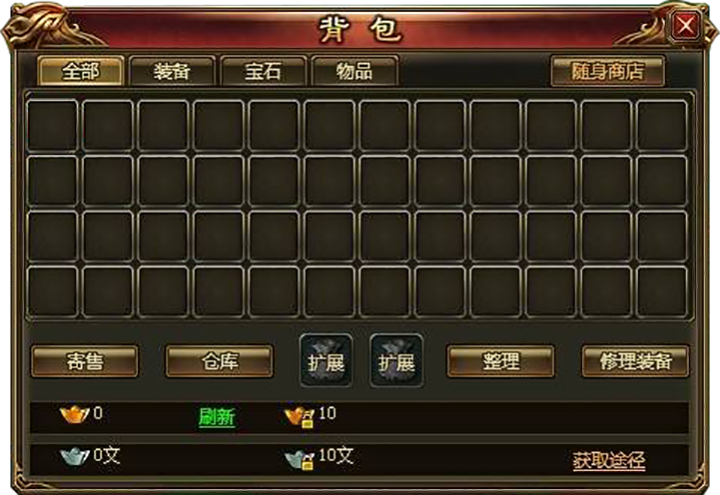 背包
全部 装备 宝石 物品 随身商店
寄售 仓库 扩展 扩展 整理 修理装备
0 刷新 10
0文 10文 获取途径